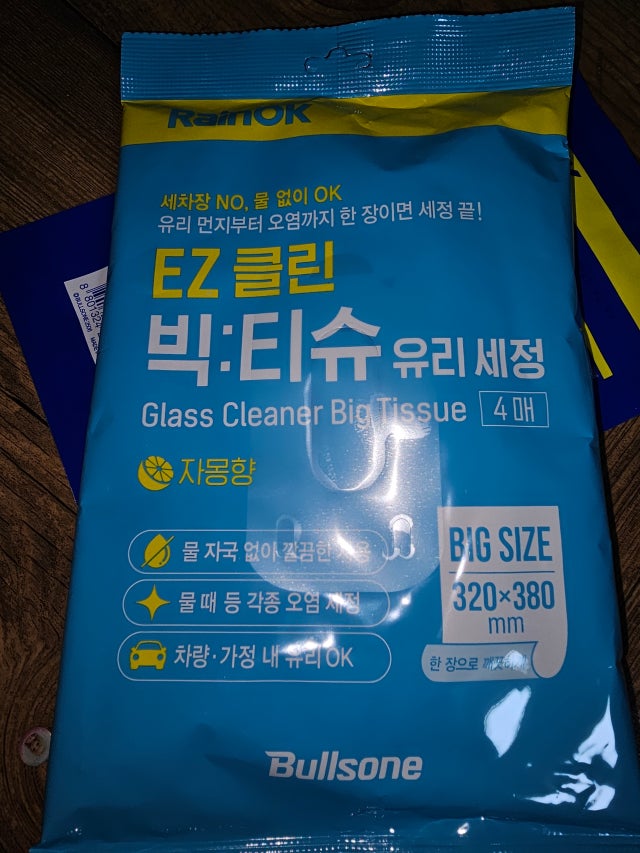 RainOK
세차장 NO, 물 없이 OK
유리 먼지부터 오염까지 한 장이면 세정 끝!
EZ 클린
빅:티슈 유리 세정
Glass Cleaner Big Tissue 4매
자몽향
물 자국 없이 깔끔한
물 때 등 각종 오염 세정
차량·가정 내 유리 OK
BIG SIZE
320×380
mm
한 장으로
Bullsone
8 801324